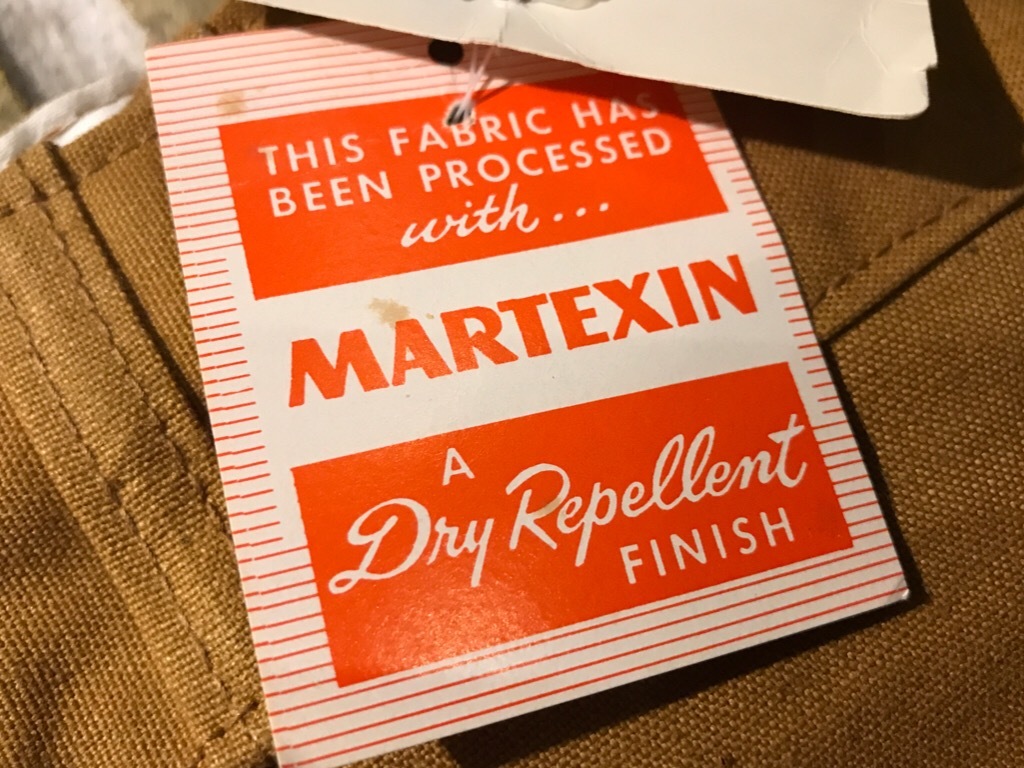 THIS FABRIC HAS
BEEN PROCESSED
with...
MARTEXIN
A
Dry Repellent
FINISH